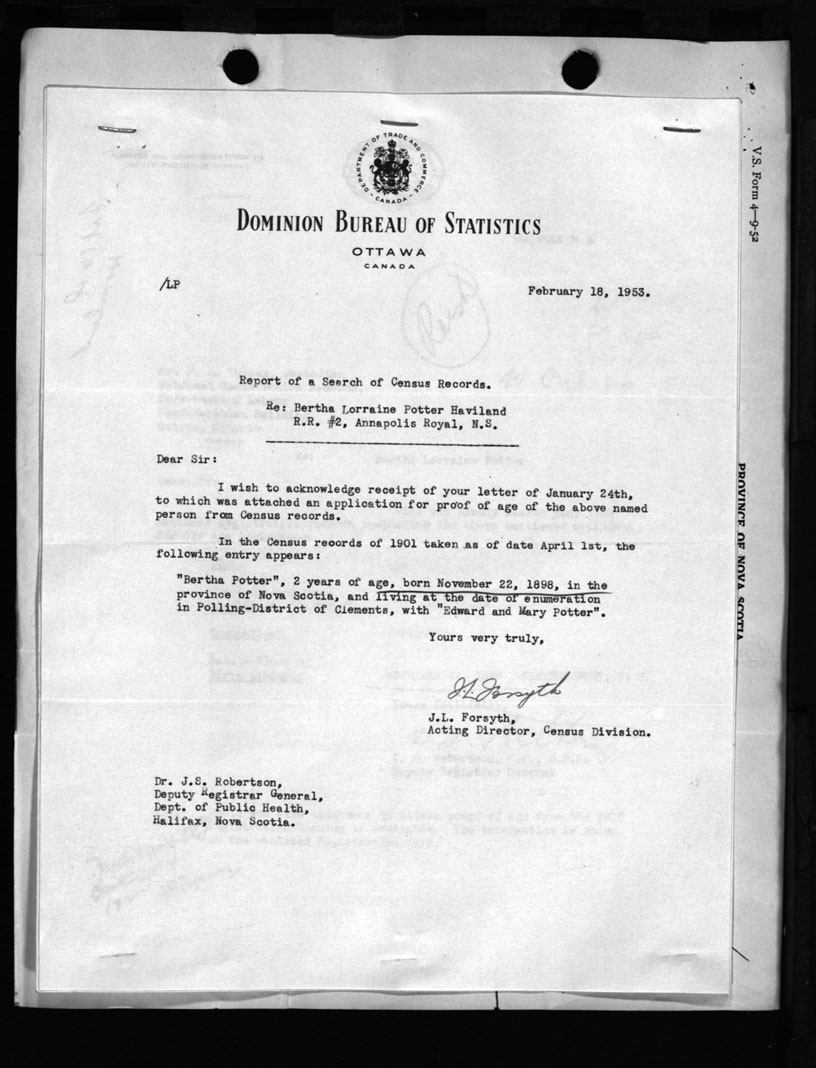 DEPARTMENT OF TRADE AND COMMERCE
- CANADA -
DOMINION BUREAU OF STATISTICS
OTTAWA
CANADA
/LP
February 18, 1953.
Report of a Search of Census Records.
Re: Bertha Lorraine Potter Haviland
R.R. #2, Annapolis Royal, N.S.
Dear Sir:
I wish to acknowledge receipt of your letter of January 24th,
to which was attached an application for proof of age of the above named
person from Census records.
In the Census records of 1901 taken as of date April 1st, the
following entry appears:
"Bertha Potter", 2 years of age, born November 22, 1898, in the
province of Nova Scotia, and living at the date of enumeration
in Polling-District of Clements, with "Edward and Mary Potter".
Yours very truly,
J.L. Forsyth
J.L. Forsyth,
Acting Director, Census Division.
Dr. J.S. Robertson,
Deputy Registrar General,
Dept. of Public Health,
Halifax, Nova Scotia.
V.S. Form 4—9-52
PROVINCE OF NOVA SCOTIA